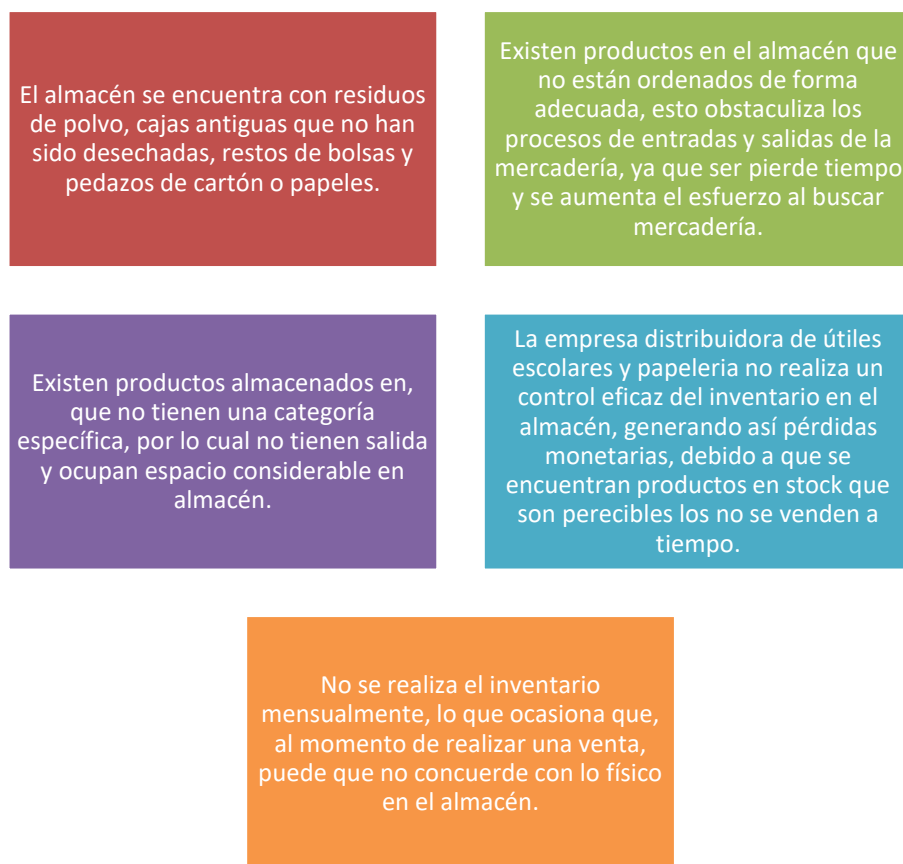 El almacén se encuentra con residuos
de polvo, cajas antiguas que no han
sido desechadas, restos de bolsas y
pedazos de cartón o papeles.
Existen productos en el almacén que
no están ordenados de forma
adecuada, esto obstaculiza los
procesos de entradas y salidas de la
mercadería, ya que ser pierde tiempo
y se aumenta el esfuerzo al buscar
mercadería.
Existen productos almacenados en,
que no tienen una categoría
específica, por lo cual no tienen salida
y ocupan espacio considerable en
almacén.
La empresa distribuidora de útiles
escolares y papeleria no realiza un
control eficaz del inventario en el
almacén, generando así pérdidas
monetarias, debido a que se
encuentran productos en stock que
son perecibles los no se venden a
tiempo.
No se realiza el inventario
mensualmente, lo que ocasiona que,
al momento de realizar una venta,
puede que no concuerde con lo físico
en el almacén.